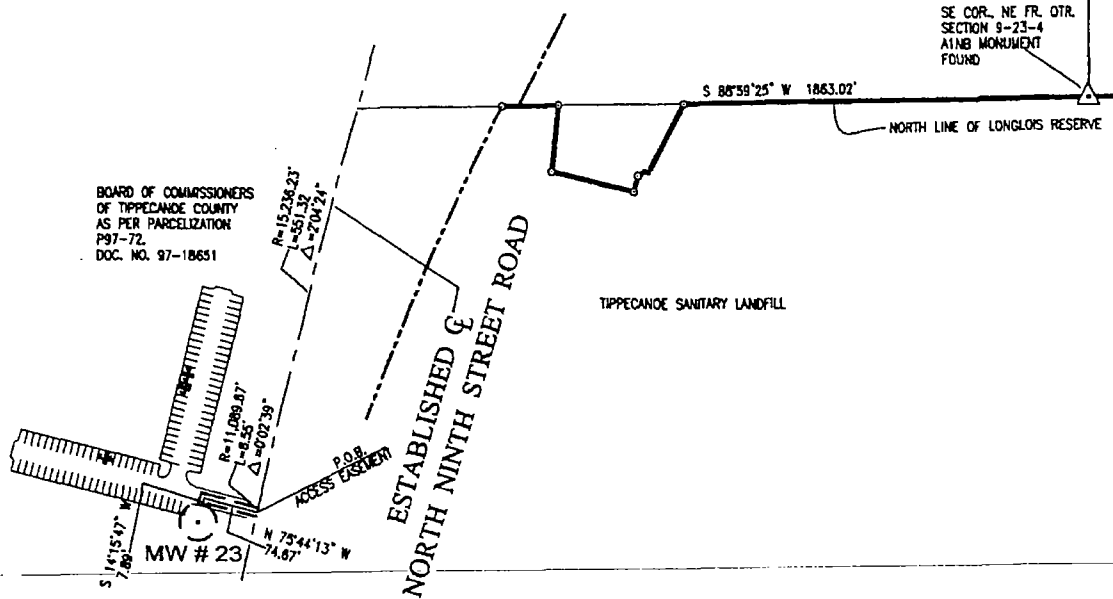 SE COR., NE FR. QTR.
SECTION 9-23-4
A1NB MONUMENT
FOUND
S 88°59'25" W 1863.02'
NORTH LINE OF LONGLOIS RESERVE
BOARD OF COMMISSIONERS
OF TIPPECANOE COUNTY
AS PER PARCELIZATION
P97-72.
DOC. NO. 97-18651
R=15,236.23'
L=551.32
Δ=2°04'24"
TIPPECANOE SANITARY LANDFILL
ESTABLISHED ℄
NORTH NINTH STREET ROAD
R=11,089.87'
L=8.55'
Δ=0°02'39"
P.O.B.
ACCESS EASEMENT
N 75°44'13" W
74.67'
MW # 23
S 14°15'47" W
7.89'